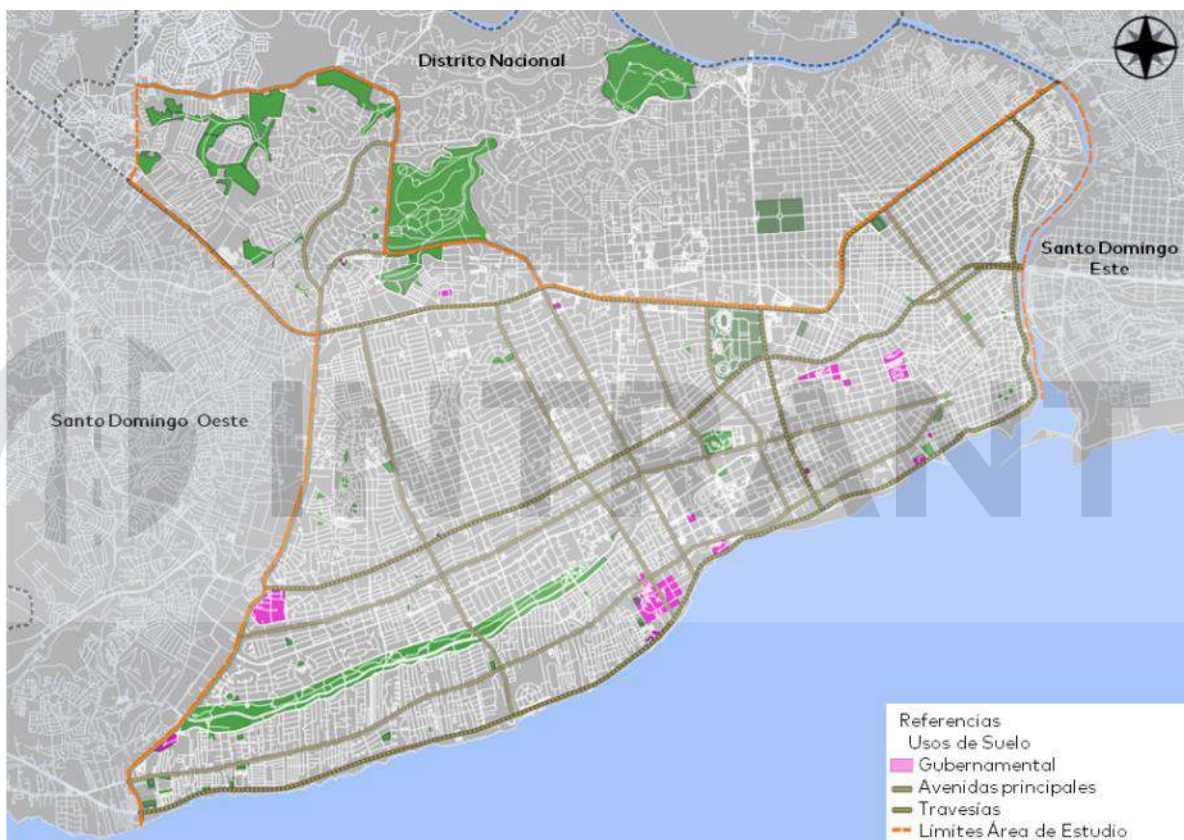 Distrito Nacional
Santo Domingo
Este
Santo Domingo Oeste
INTRANT
Referencias
Usos de Suelo
Gubernamental
Avenidas principales
Travesías
Límites Área de Estudio